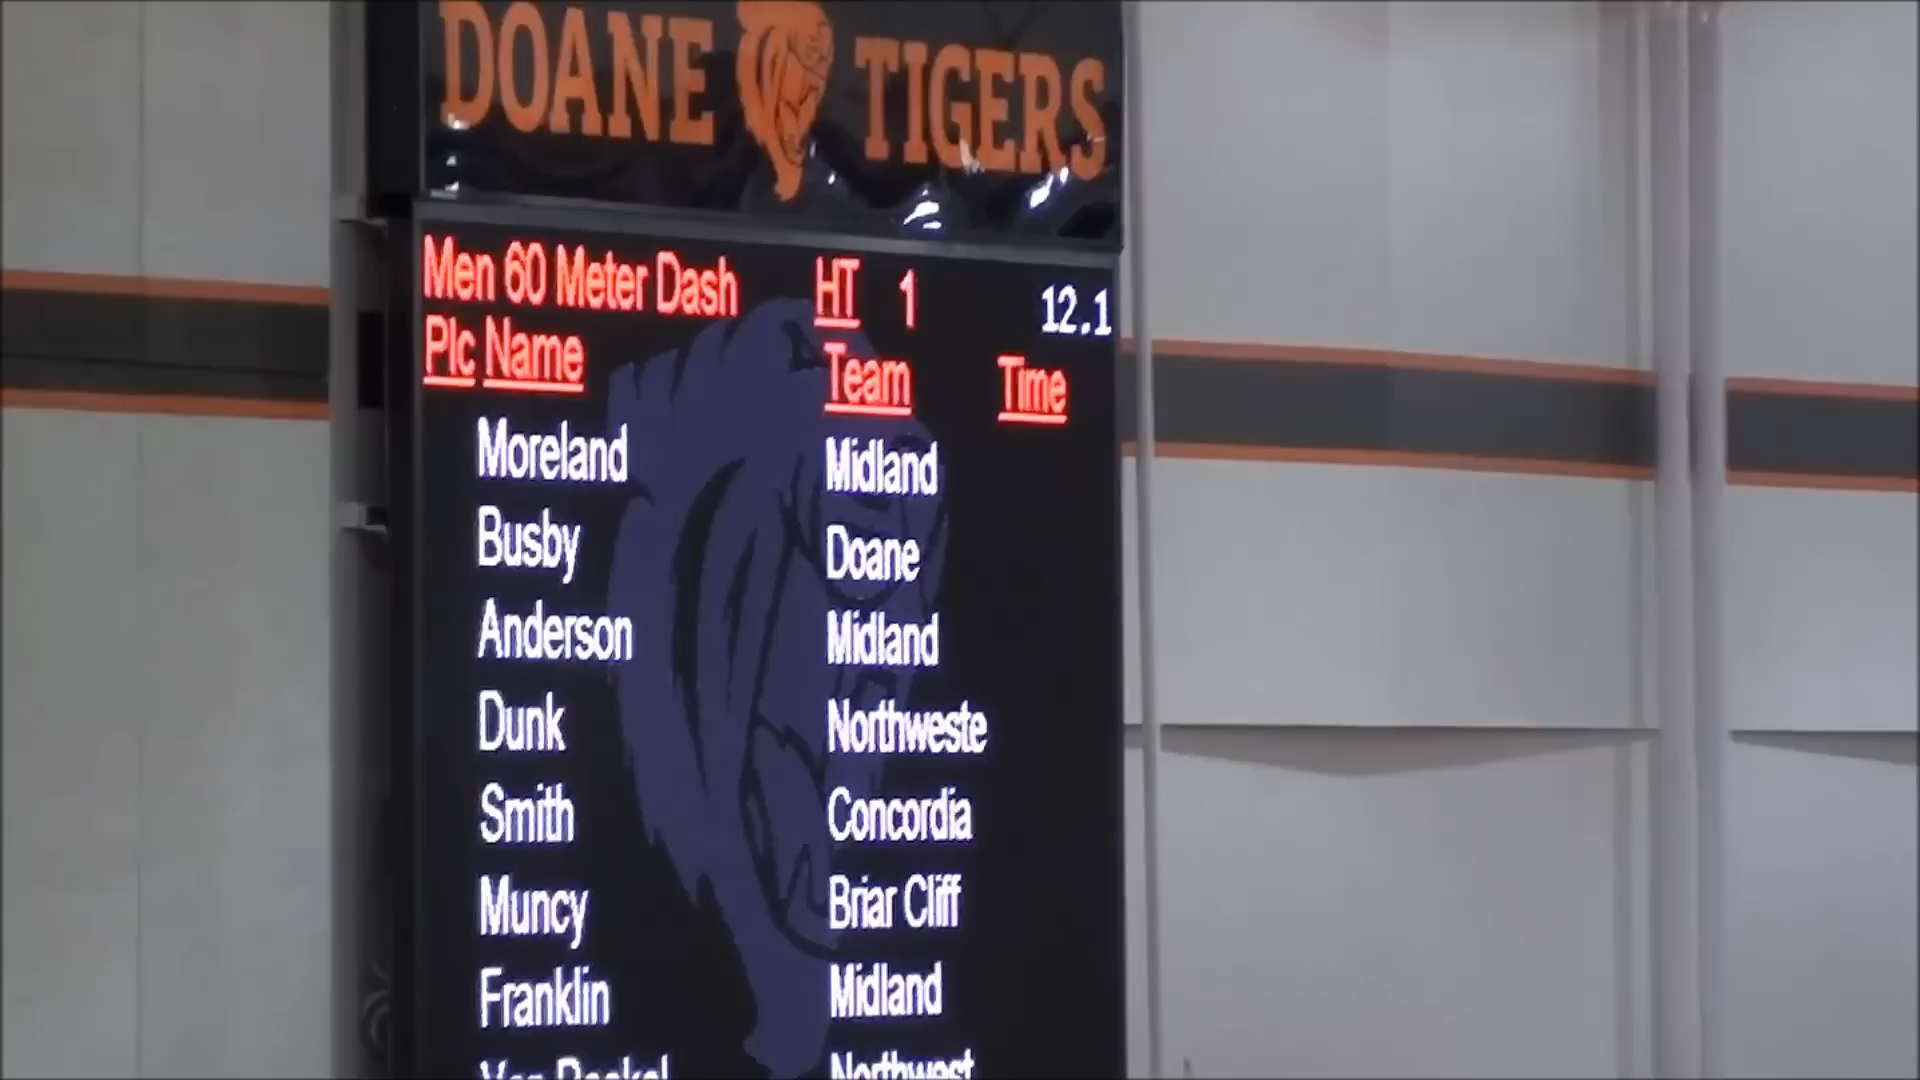 DOANE TIGERS
Men 60 Meter Dash HT 1 12.1
Plc Name Team Time
Moreland Midland
Busby Doane
Anderson Midland
Dunk Northweste
Smith Concordia
Muncy Briar Cliff
Franklin Midland
Northwest